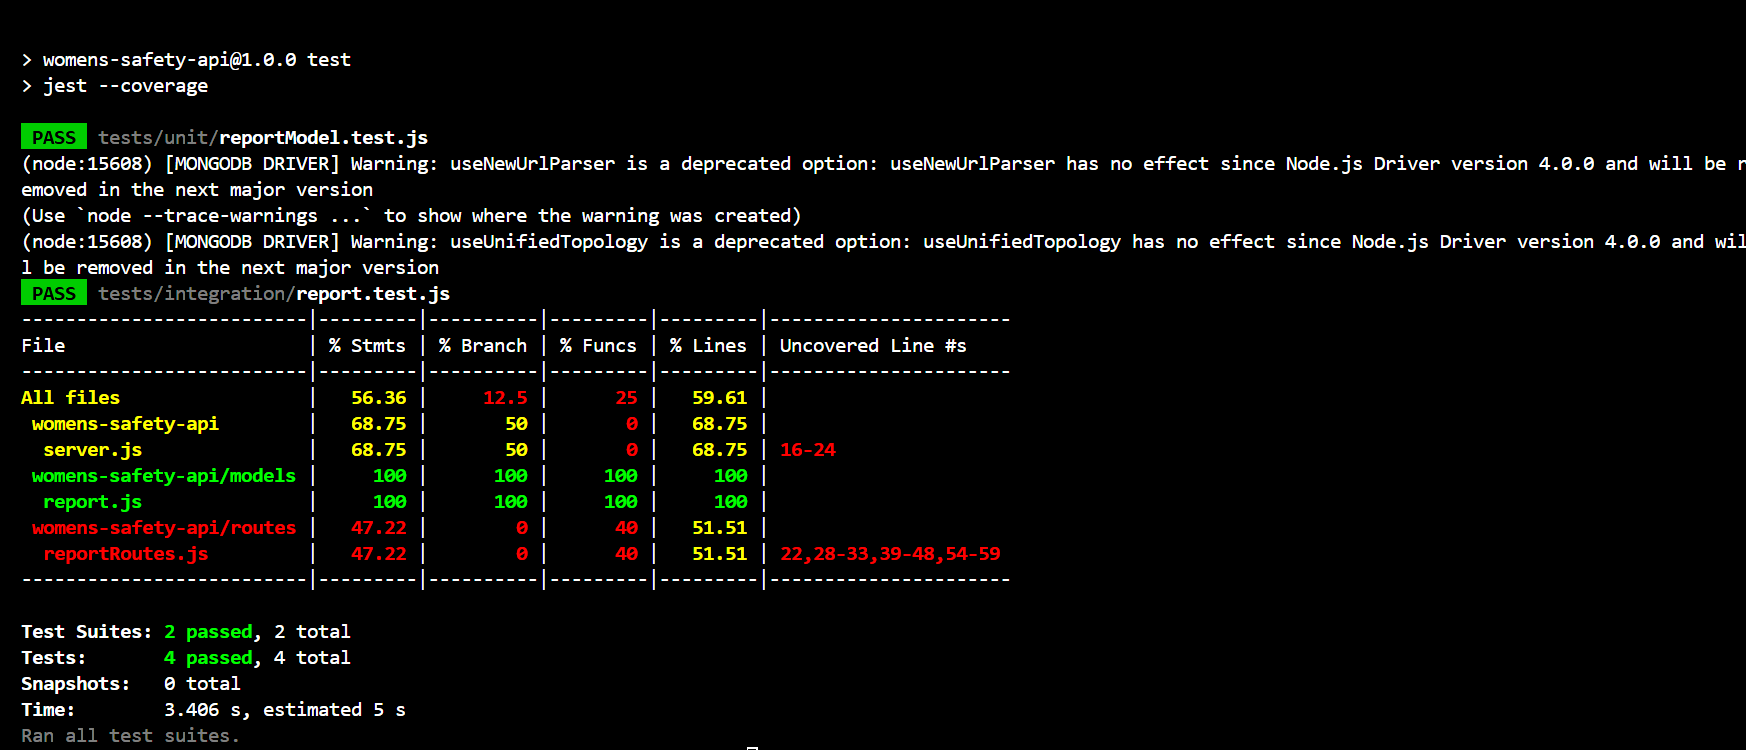 > womens-safety-api@1.0.0 test
> jest --coverage
PASS tests/unit/reportModel.test.js
(node:15608) [MONGODB DRIVER] Warning: useNewUrlParser is a deprecated option: useNewUrlParser has no effect since Node.js Driver version 4.0.0 and will be r
emoved in the next major version
(Use `node --trace-warnings ...` to show where the warning was created)
(node:15608) [MONGODB DRIVER] Warning: useUnifiedTopology is a deprecated option: useUnifiedTopology has no effect since Node.js Driver version 4.0.0 and wil
l be removed in the next major version
PASS tests/integration/report.test.js
--------------------------|---------|----------|---------|---------|----------------------
File                      | % Stmts | % Branch | % Funcs | % Lines | Uncovered Line #s
--------------------------|---------|----------|---------|---------|----------------------
All files                 |   56.36 |     12.5 |      25 |   59.61 |
 womens-safety-api        |   68.75 |       50 |       0 |   68.75 |
  server.js               |   68.75 |       50 |       0 |   68.75 | 16-24
 womens-safety-api/models |     100 |      100 |     100 |     100 |
  report.js               |     100 |      100 |     100 |     100 |
 womens-safety-api/routes |   47.22 |        0 |      40 |   51.51 |
  reportRoutes.js         |   47.22 |        0 |      40 |   51.51 | 22,28-33,39-48,54-59
--------------------------|---------|----------|---------|---------|----------------------
Test Suites: 2 passed, 2 total
Tests:       4 passed, 4 total
Snapshots:   0 total
Time:        3.406 s, estimated 5 s
Ran all test suites.